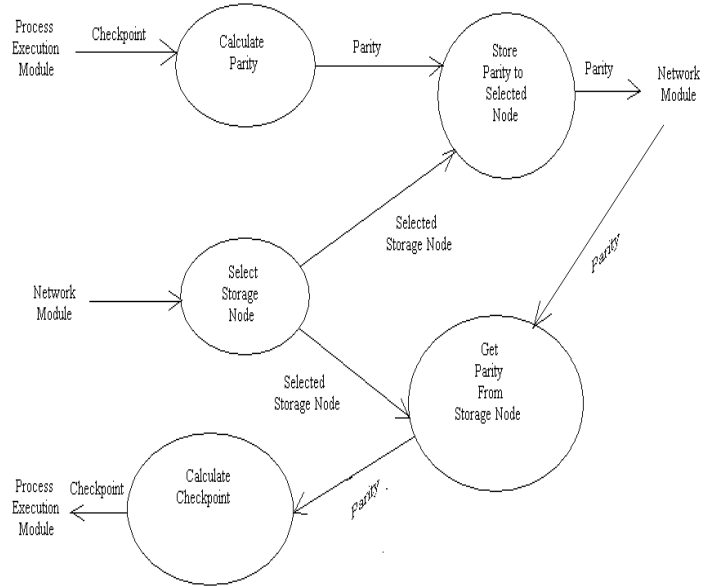 Process
Execution
Module
Checkpoint
Calculate
Parity
Parity
Store
Parity to
Selected
Node
Parity
Network
Module
Parity
Selected
Storage Node
Network
Module
Select
Storage
Node
Selected
Storage Node
Get
Parity
From
Storage Node
Parity
Calculate
Checkpoint
Checkpoint
Process
Execution
Module